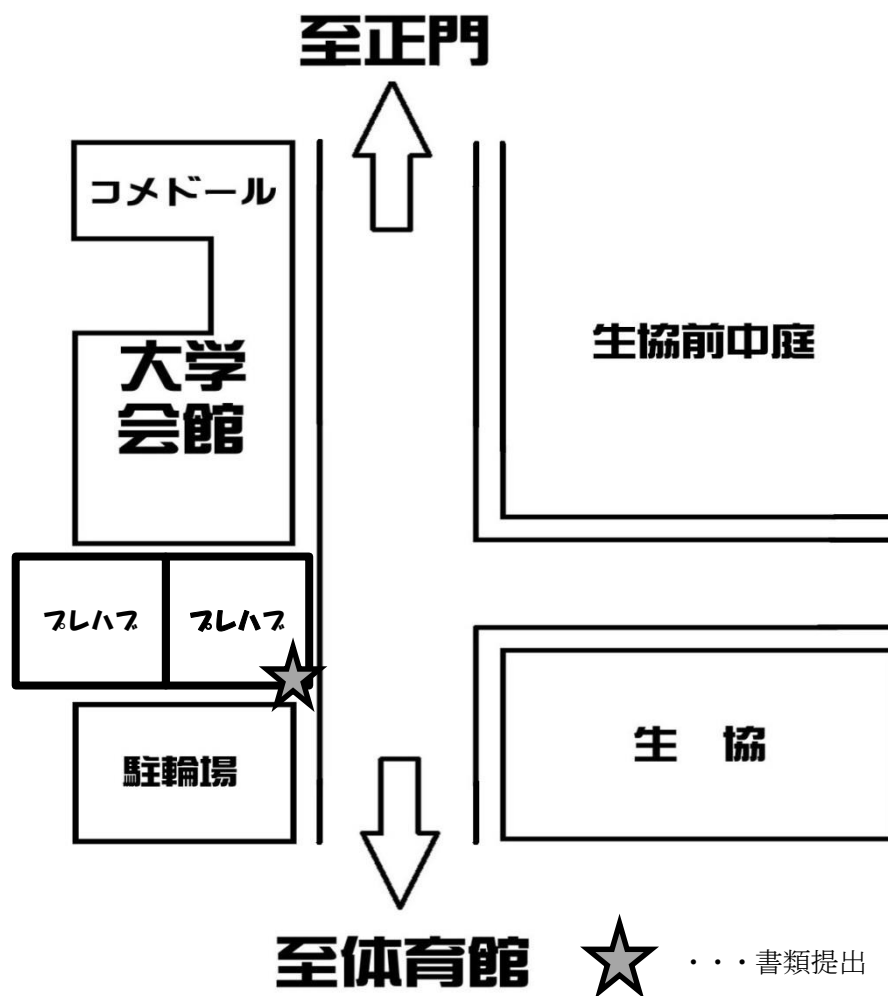 至正門
コメドール
生協前中庭
大学
会館
プレハブ
プレハブ
生 協
駐輪場
至体育館
・・・書類提出